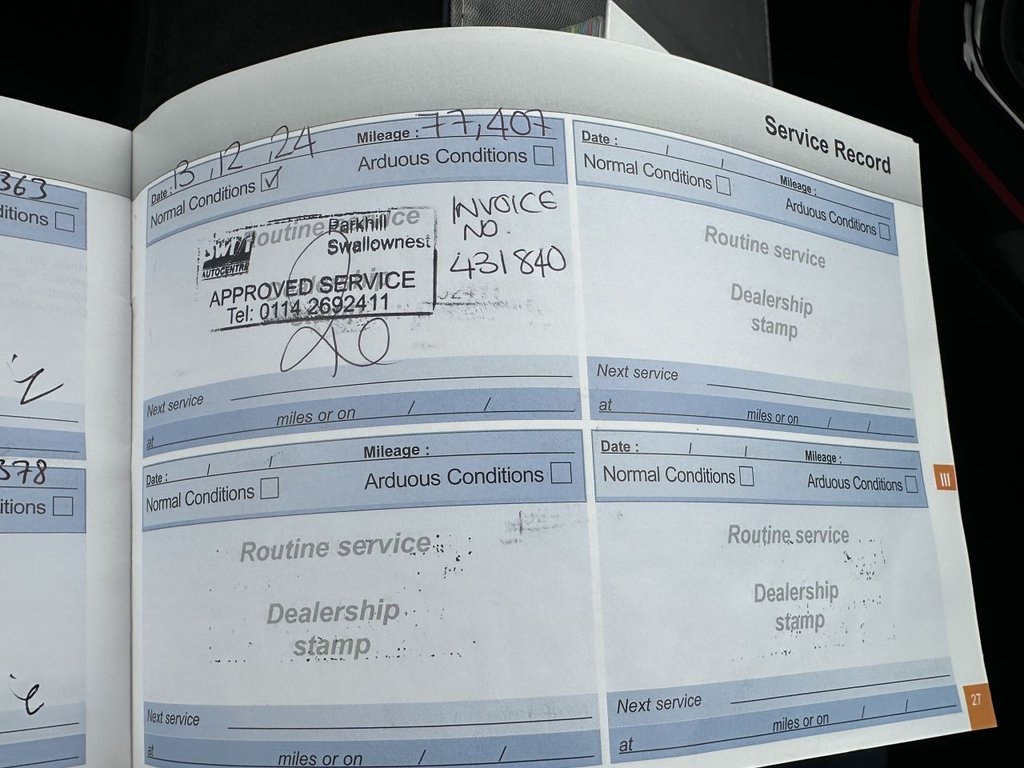 363
itions
378
itions
Service Record
Date : 13 / 12 / 24 Mileage : 77,407
Normal Conditions ☑ Arduous Conditions
Routine service
Parkhill
Swallownest
AUTOCENTRE
APPROVED SERVICE
Tel: 0114 2692411
INVOICE
NO.
431840
Next service
at miles or on / /
Date : / / Mileage :
Normal Conditions Arduous Conditions
Routine service
Dealership
stamp
Next service
at miles or on / /
Date : / / Mileage :
Normal Conditions Arduous Conditions
Routine service
Dealership
stamp
Next service
at miles or on / /
Date : / / Mileage :
Normal Conditions Arduous Conditions
Routine service
Dealership
stamp
Next service
at miles or on / /
III
27